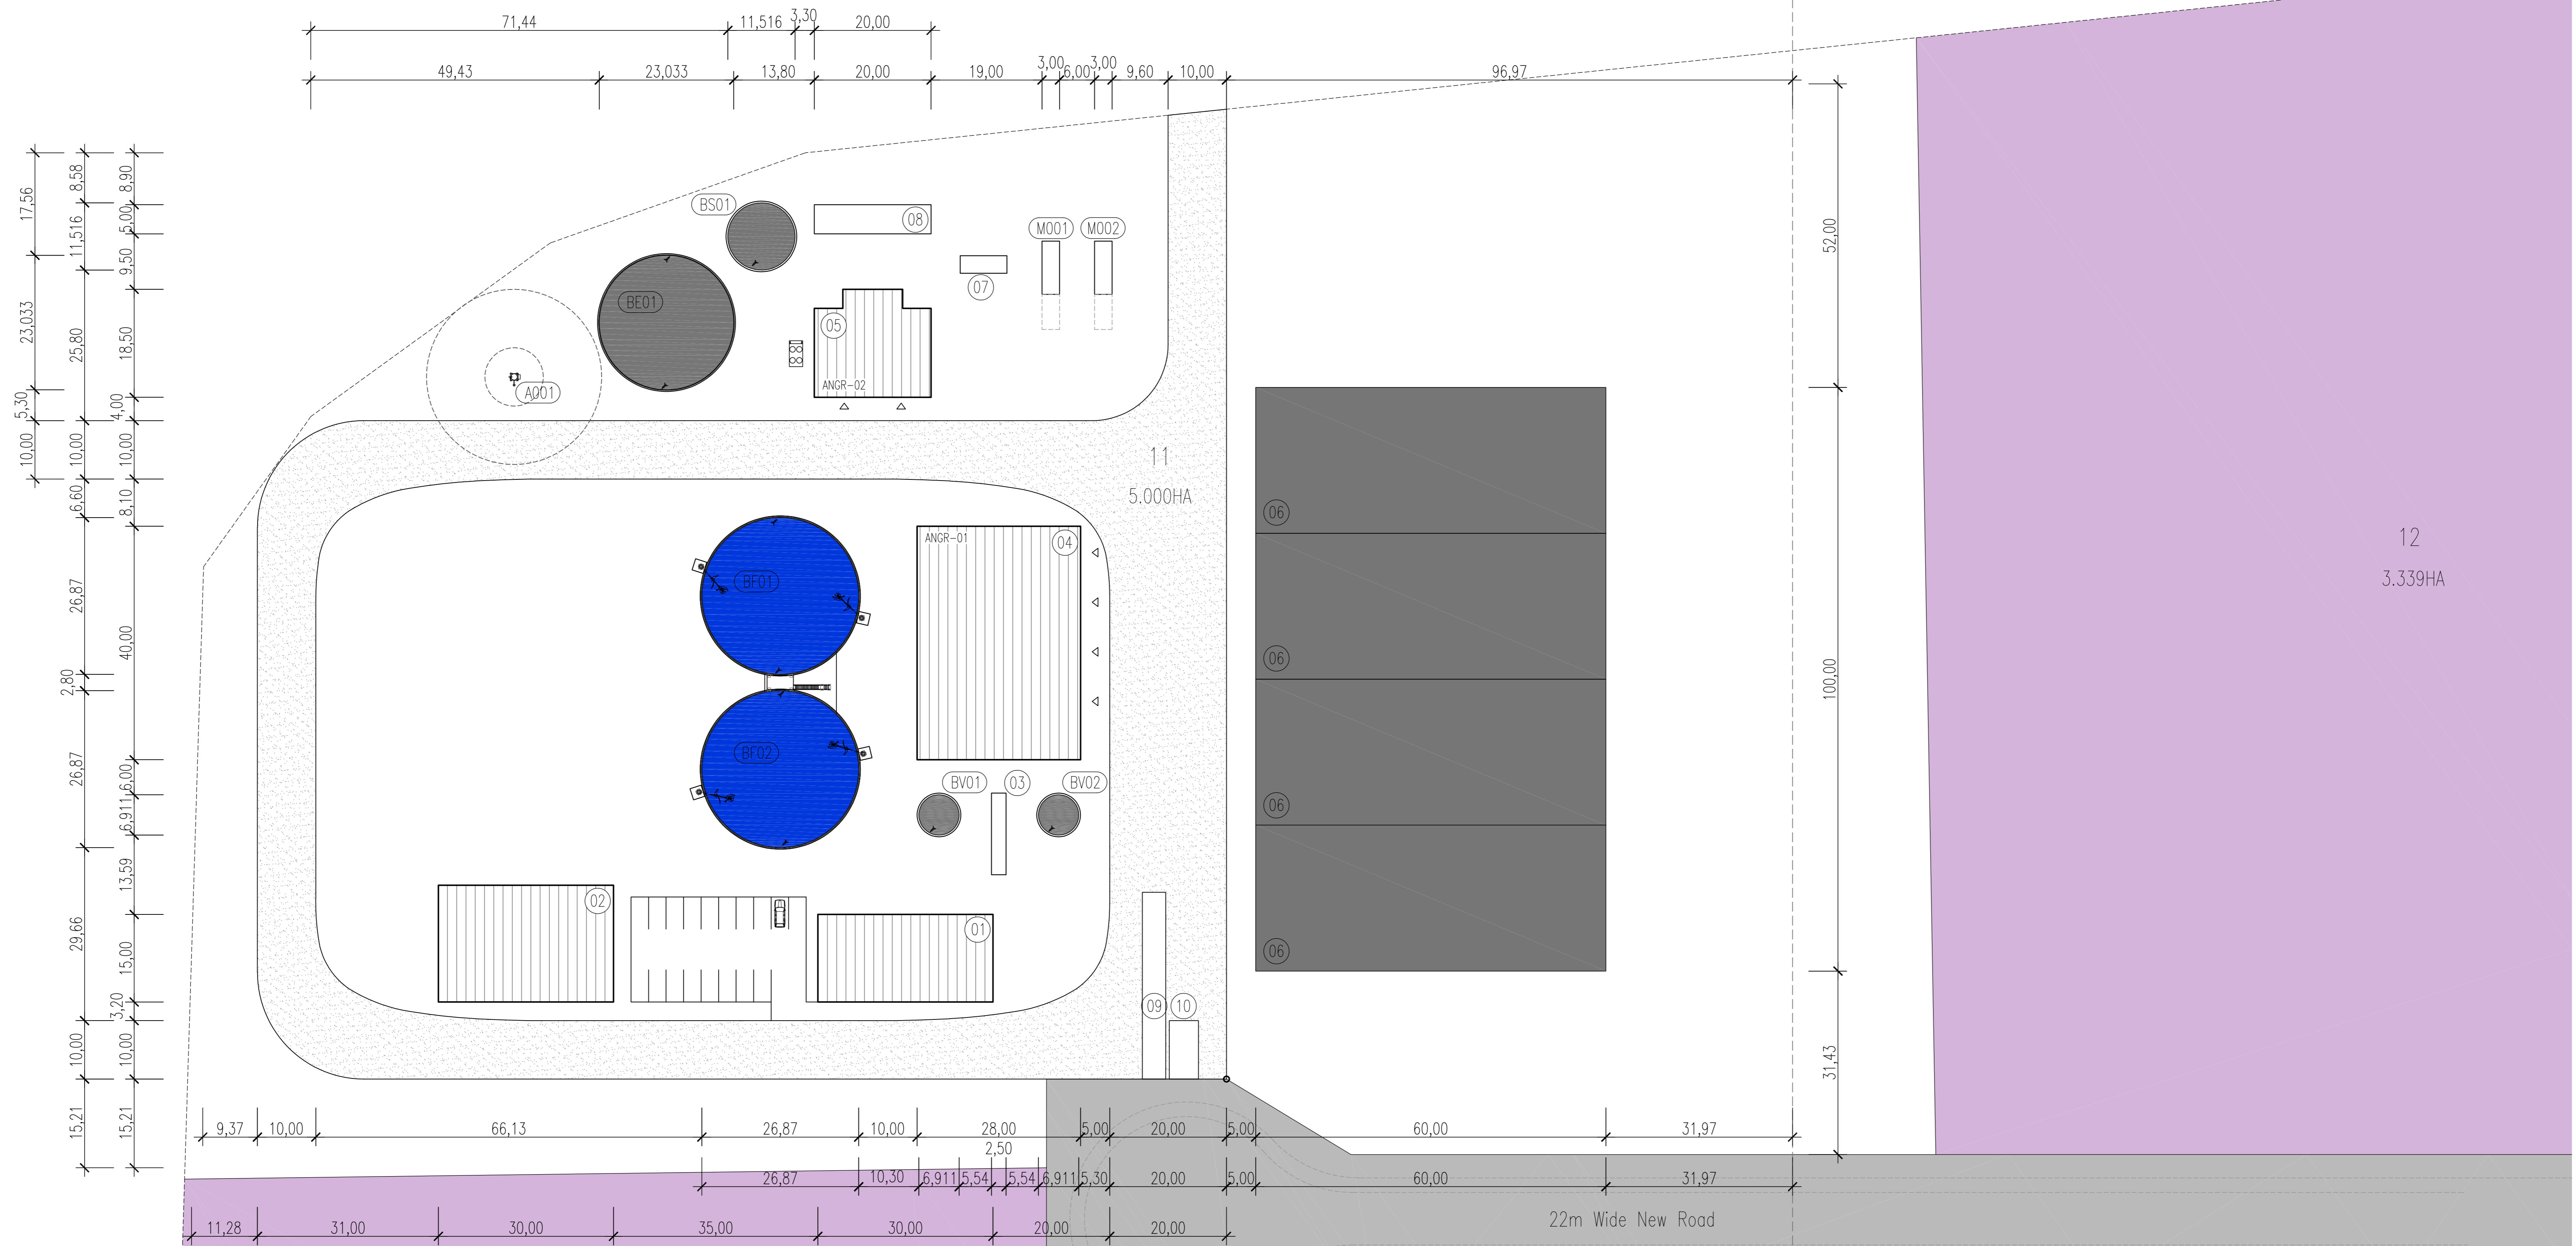 71,44 11,516 3,30 20,00
49,43 23,033 13,80 20,00 19,00 3,00 6,00 3,00 9,60 10,00 96,97
17,56
23,033
5,30
10,00
8,58
11,516
25,80
10,00
6,60
26,87
2,80
26,87
29,66
10,00
15,21
8,90
5,00
9,50
18,50
4,00
10,00
8,10
40,00
6,00
6,911
13,59
15,00
3,20
10,00
15,21
BS01
08
M001
M002
07
BE01
05
ANGR-02
A001
11
5.000HA
52,00
100,00
31,43
12
3.339HA
ANGR-01
04
BF01
BF02
BV01
03
BV02
02
01
09
10
06
06
06
06
9,37 10,00 66,13 26,87 10,00 28,00 5,00 20,00 5,00 60,00 31,97
2,50
26,87 10,30 6,911 5,54 5,54 6,911 5,30 20,00 5,00 60,00 31,97
11,28 31,00 30,00 35,00 30,00 20,00 20,00
22m Wide New Road